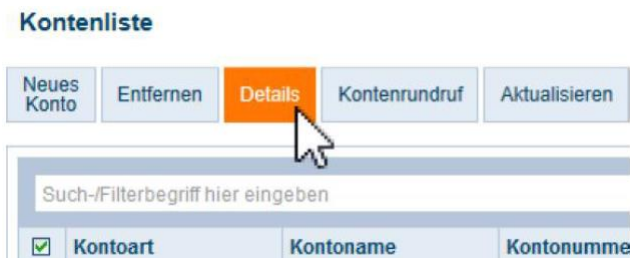 Kontenliste
Neues
Konto
Entfernen
Details
Kontenrundruf
Aktualisieren
Such-/Filterbegriff hier eingeben
Kontoart
Kontoname
Kontonumme